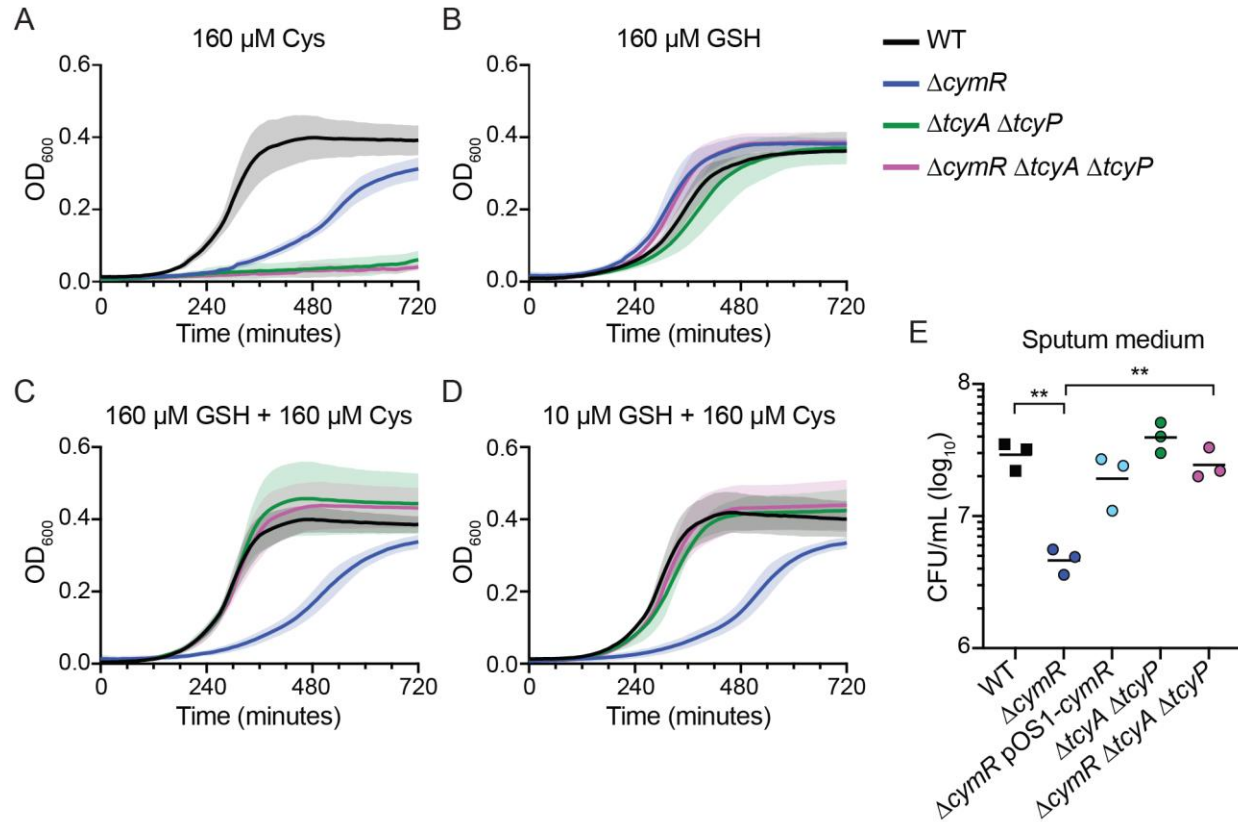 A
160 µM Cys
OD600
0.6
0.4
0.2
0.0
0 240 480 720
Time (minutes)
B
160 µM GSH
OD600
0.6
0.4
0.2
0.0
0 240 480 720
Time (minutes)
WT
ΔcymR
ΔtcyA ΔtcyP
ΔcymR ΔtcyA ΔtcyP
C
160 µM GSH + 160 µM Cys
OD600
0.6
0.4
0.2
0.0
0 240 480 720
Time (minutes)
D
10 µM GSH + 160 µM Cys
OD600
0.6
0.4
0.2
0.0
0 240 480 720
Time (minutes)
E
Sputum medium
CFU/mL (log10)
8
7
6
**
**
WT
ΔcymR
ΔcymR pOS1-cymR
ΔtcyA ΔtcyP
ΔcymR ΔtcyA ΔtcyP